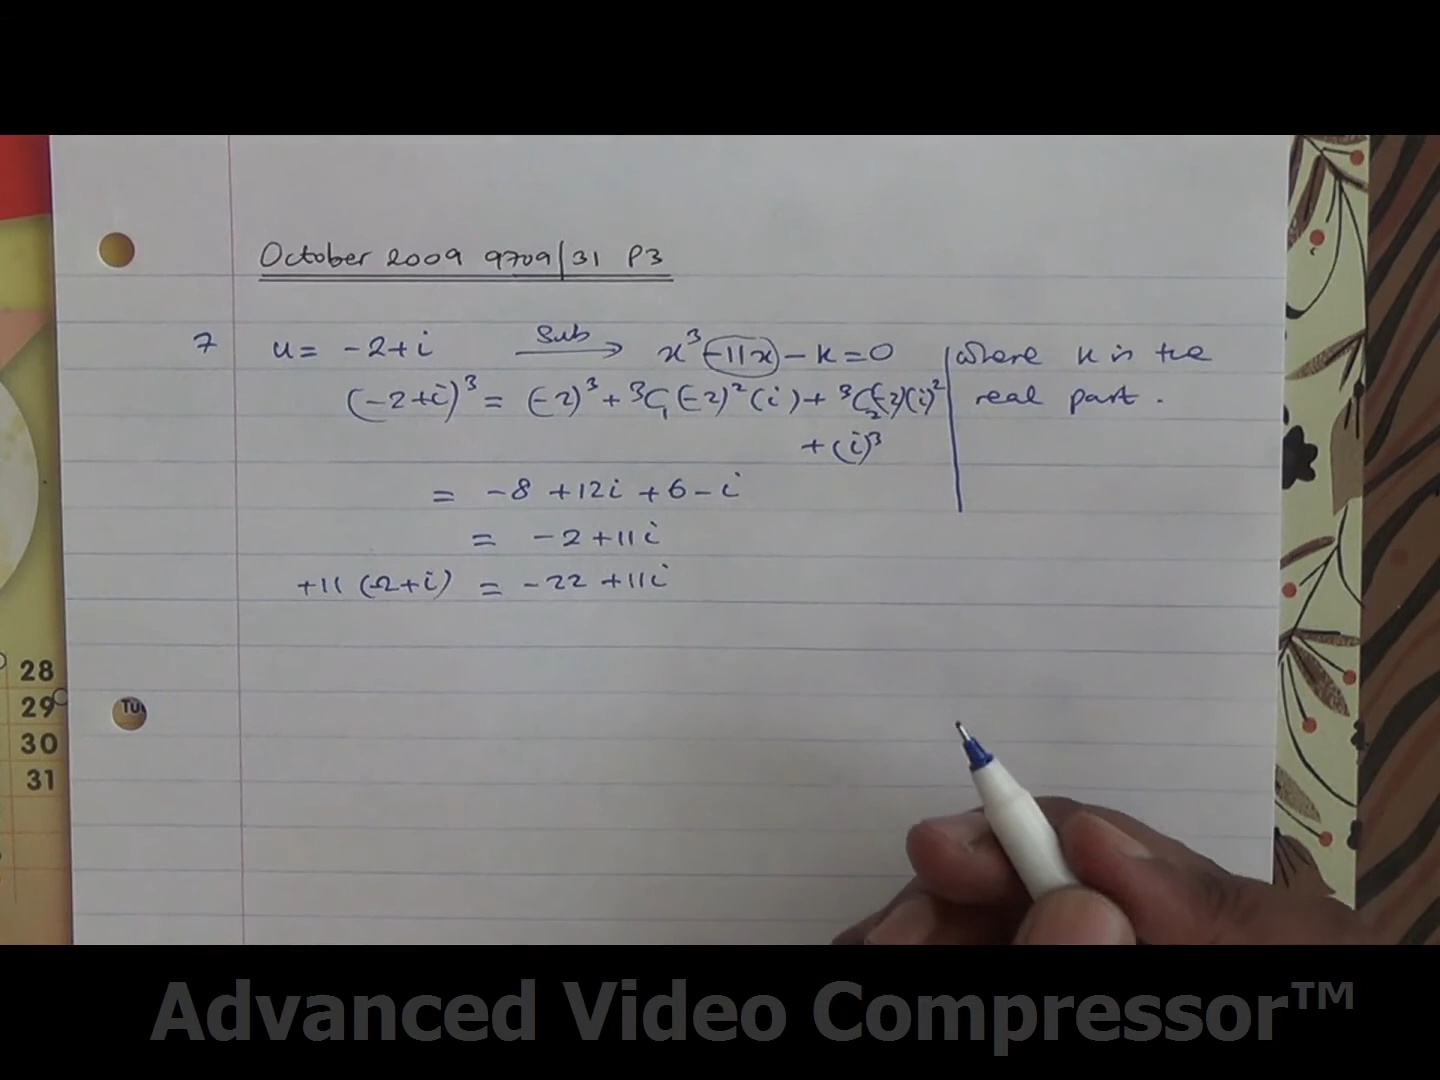 October 2009 9709/31 P3
7 u = -2+i Sub → x³ -11x - k = 0 where k is the
(-2+i)³ = (-2)³ + ³C₁(-2)²(i) + ³C₂(-2)(i)² real part.
+ (i)³
= -8 +12i +6 -i
= -2 +11i
+11 (-2+i) = -22 +11i
28
29
30
31
TU
Advanced Video Compressor™